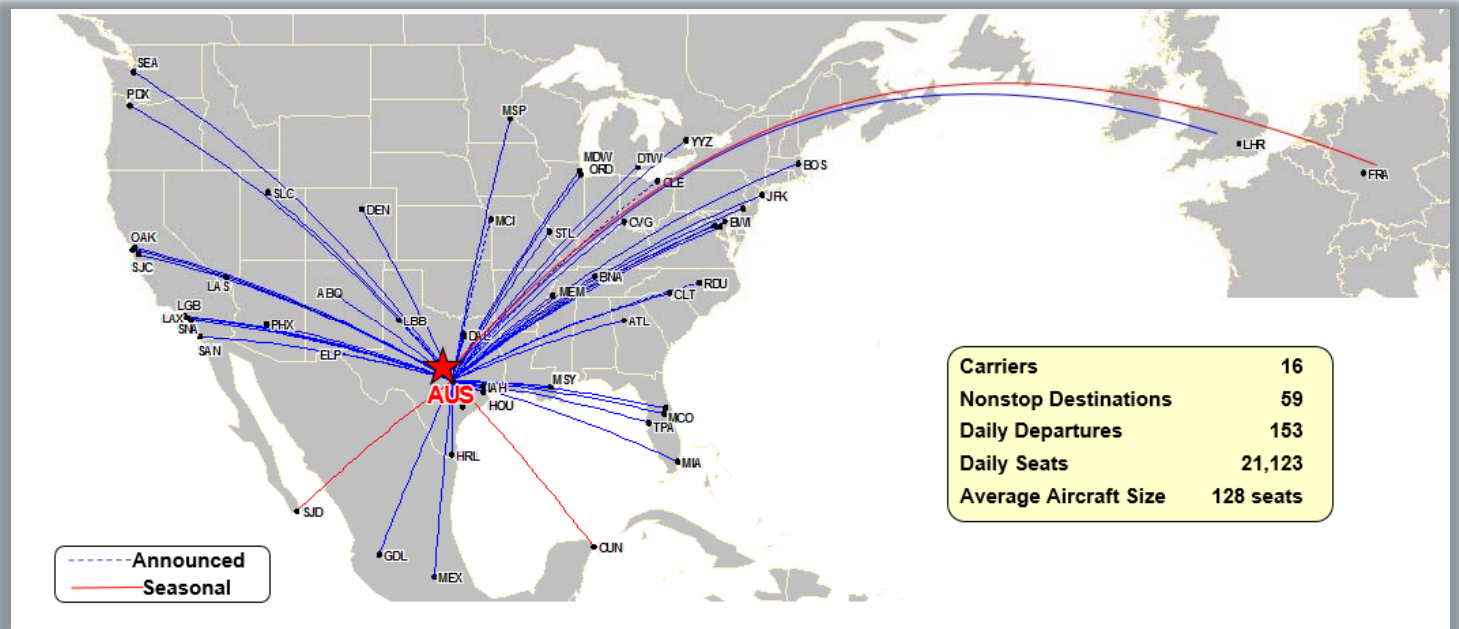 SEA
PDX
MSP
YYZ
MDW
DTW
ORD
BOS
LHR
FRA
CLE
SLC
JFK
DEN
MCI
CVG
BWI
STL
OAK
SJC
LAS
BNA
RDU
ABQ
MEM
CLT
LGB
LAX
PHX
LBB
ATL
SNA
DAL
SAN
ELP
MSY
AUS
IAH
HOU
MCO
TPA
HRL
MIA
SJD
CUN
GDL
MEX
Carriers 16
Nonstop Destinations 59
Daily Departures 153
Daily Seats 21,123
Average Aircraft Size 128 seats
Announced
Seasonal